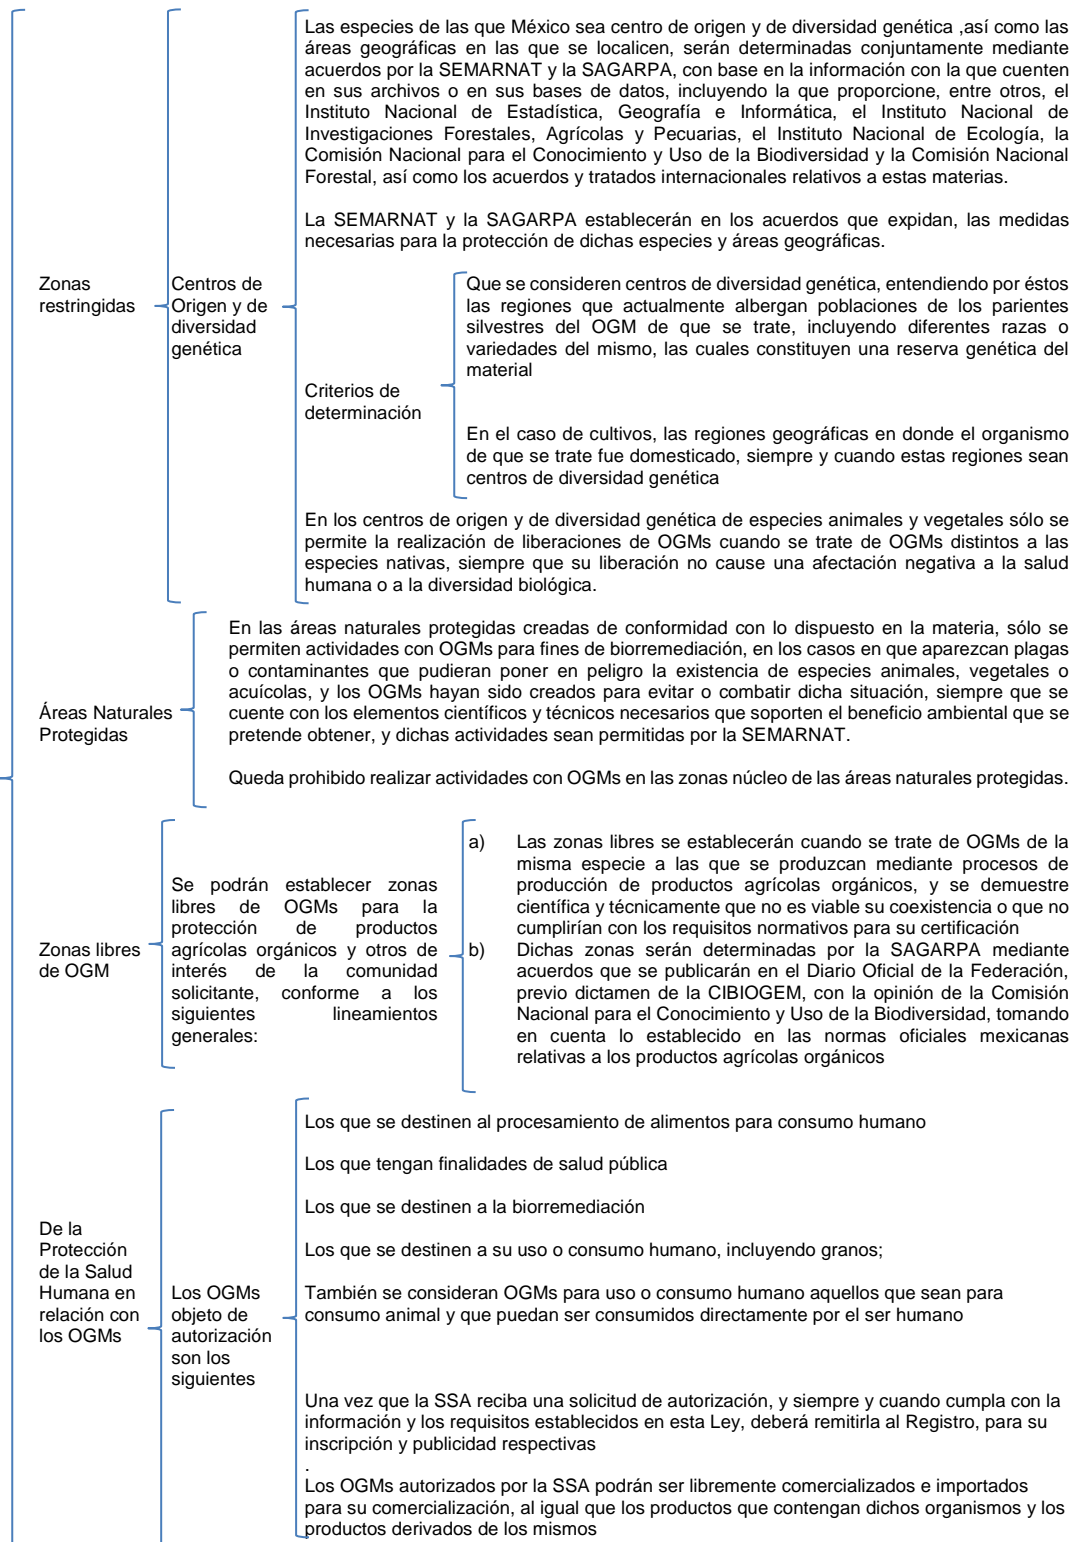 Las especies de las que México sea centro de origen y de diversidad genética ,así como las
áreas geográficas en las que se localicen, serán determinadas conjuntamente mediante
acuerdos por la SEMARNAT y la SAGARPA, con base en la información con la que cuenten
en sus archivos o en sus bases de datos, incluyendo la que proporcione, entre otros, el
Instituto Nacional de Estadística, Geografía e Informática, el Instituto Nacional de
Investigaciones Forestales, Agrícolas y Pecuarias, el Instituto Nacional de Ecología, la
Comisión Nacional para el Conocimiento y Uso de la Biodiversidad y la Comisión Nacional
Forestal, así como los acuerdos y tratados internacionales relativos a estas materias.
La SEMARNAT y la SAGARPA establecerán en los acuerdos que expidan, las medidas
necesarias para la protección de dichas especies y áreas geográficas.
Zonas
restringidas
Centros de
Origen y de
diversidad
genética
Criterios de
determinación
Que se consideren centros de diversidad genética, entendiendo por éstos
las regiones que actualmente albergan poblaciones de los parientes
silvestres del OGM de que se trate, incluyendo diferentes razas o
variedades del mismo, las cuales constituyen una reserva genética del
material
En el caso de cultivos, las regiones geográficas en donde el organismo
de que se trate fue domesticado, siempre y cuando estas regiones sean
centros de diversidad genética
En los centros de origen y de diversidad genética de especies animales y vegetales sólo se
permite la realización de liberaciones de OGMs cuando se trate de OGMs distintos a las
especies nativas, siempre que su liberación no cause una afectación negativa a la salud
humana o a la diversidad biológica.
Áreas Naturales
Protegidas
En las áreas naturales protegidas creadas de conformidad con lo dispuesto en la materia, sólo se
permiten actividades con OGMs para fines de biorremediación, en los casos en que aparezcan plagas
o contaminantes que pudieran poner en peligro la existencia de especies animales, vegetales o
acuícolas, y los OGMs hayan sido creados para evitar o combatir dicha situación, siempre que se
cuente con los elementos científicos y técnicos necesarios que soporten el beneficio ambiental que se
pretende obtener, y dichas actividades sean permitidas por la SEMARNAT.
Queda prohibido realizar actividades con OGMs en las zonas núcleo de las áreas naturales protegidas.
Zonas libres
de OGM
Se podrán establecer zonas
libres de OGMs para la
protección de productos
agrícolas orgánicos y otros de
interés de la comunidad
solicitante, conforme a los
siguientes lineamientos
generales:
a) Las zonas libres se establecerán cuando se trate de OGMs de la
misma especie a las que se produzcan mediante procesos de
producción de productos agrícolas orgánicos, y se demuestre
científica y técnicamente que no es viable su coexistencia o que no
cumplirían con los requisitos normativos para su certificación
b) Dichas zonas serán determinadas por la SAGARPA mediante
acuerdos que se publicarán en el Diario Oficial de la Federación,
previo dictamen de la CIBIOGEM, con la opinión de la Comisión
Nacional para el Conocimiento y Uso de la Biodiversidad, tomando
en cuenta lo establecido en las normas oficiales mexicanas
relativas a los productos agrícolas orgánicos
De la
Protección
de la Salud
Humana en
relación con
los OGMs
Los OGMs
objeto de
autorización
son los
siguientes
Los que se destinen al procesamiento de alimentos para consumo humano
Los que tengan finalidades de salud pública
Los que se destinen a la biorremediación
Los que se destinen a su uso o consumo humano, incluyendo granos;
También se consideran OGMs para uso o consumo humano aquellos que sean para
consumo animal y que puedan ser consumidos directamente por el ser humano
Una vez que la SSA reciba una solicitud de autorización, y siempre y cuando cumpla con la
información y los requisitos establecidos en esta Ley, deberá remitirla al Registro, para su
inscripción y publicidad respectivas
.
Los OGMs autorizados por la SSA podrán ser libremente comercializados e importados
para su comercialización, al igual que los productos que contengan dichos organismos y los
productos derivados de los mismos